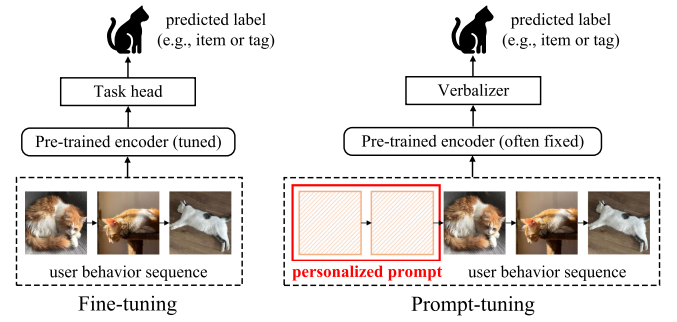 predicted label
(e.g., item or tag)
Task head
Pre-trained encoder (tuned)
user behavior sequence
Fine-tuning
predicted label
(e.g., item or tag)
Verbalizer
Pre-trained encoder (often fixed)
personalized prompt
user behavior sequence
Prompt-tuning